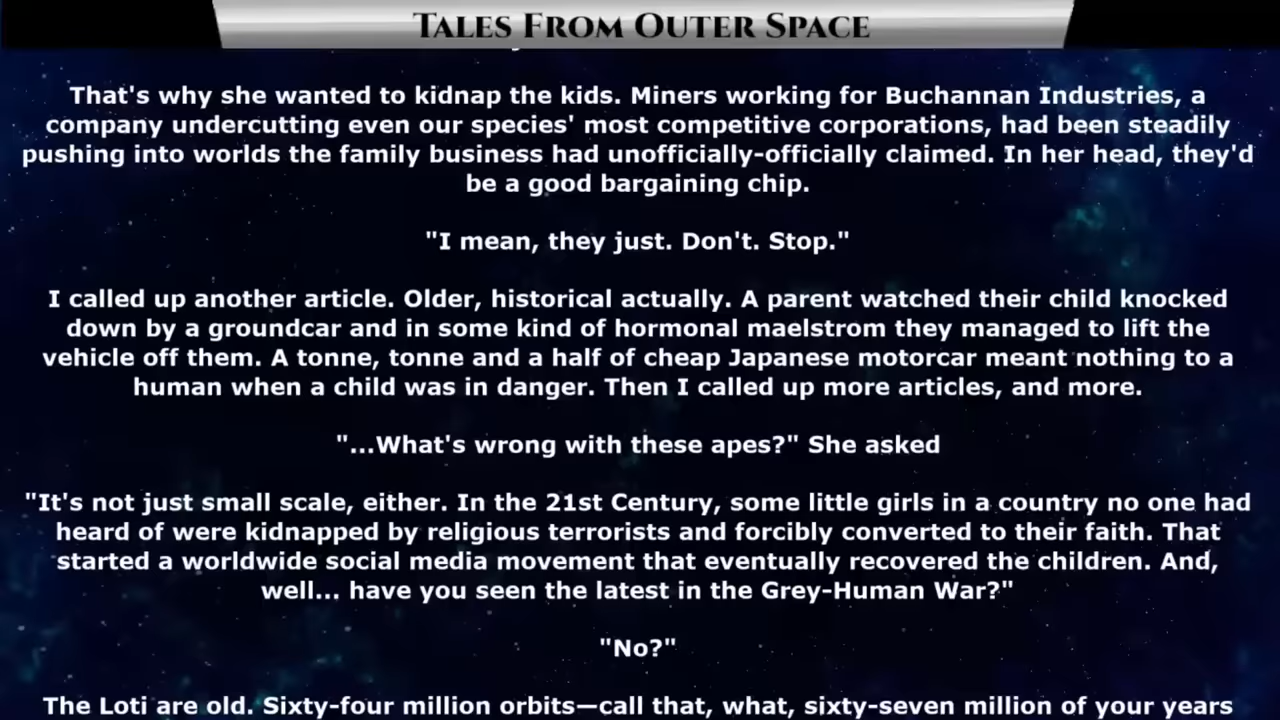 Tales From Outer Space
That's why she wanted to kidnap the kids. Miners working for Buchannan Industries, a
company undercutting even our species' most competitive corporations, had been steadily
pushing into worlds the family business had unofficially-officially claimed. In her head, they'd
be a good bargaining chip.
"I mean, they just. Don't. Stop."
I called up another article. Older, historical actually. A parent watched their child knocked
down by a groundcar and in some kind of hormonal maelstrom they managed to lift the
vehicle off them. A tonne, tonne and a half of cheap Japanese motorcar meant nothing to a
human when a child was in danger. Then I called up more articles, and more.
"...What's wrong with these apes?" She asked
"It's not just small scale, either. In the 21st Century, some little girls in a country no one had
heard of were kidnapped by religious terrorists and forcibly converted to their faith. That
started a worldwide social media movement that eventually recovered the children. And,
well... have you seen the latest in the Grey-Human War?"
"No?"
The Loti are old. Sixty-four million orbits—call that, what, sixty-seven million of your years